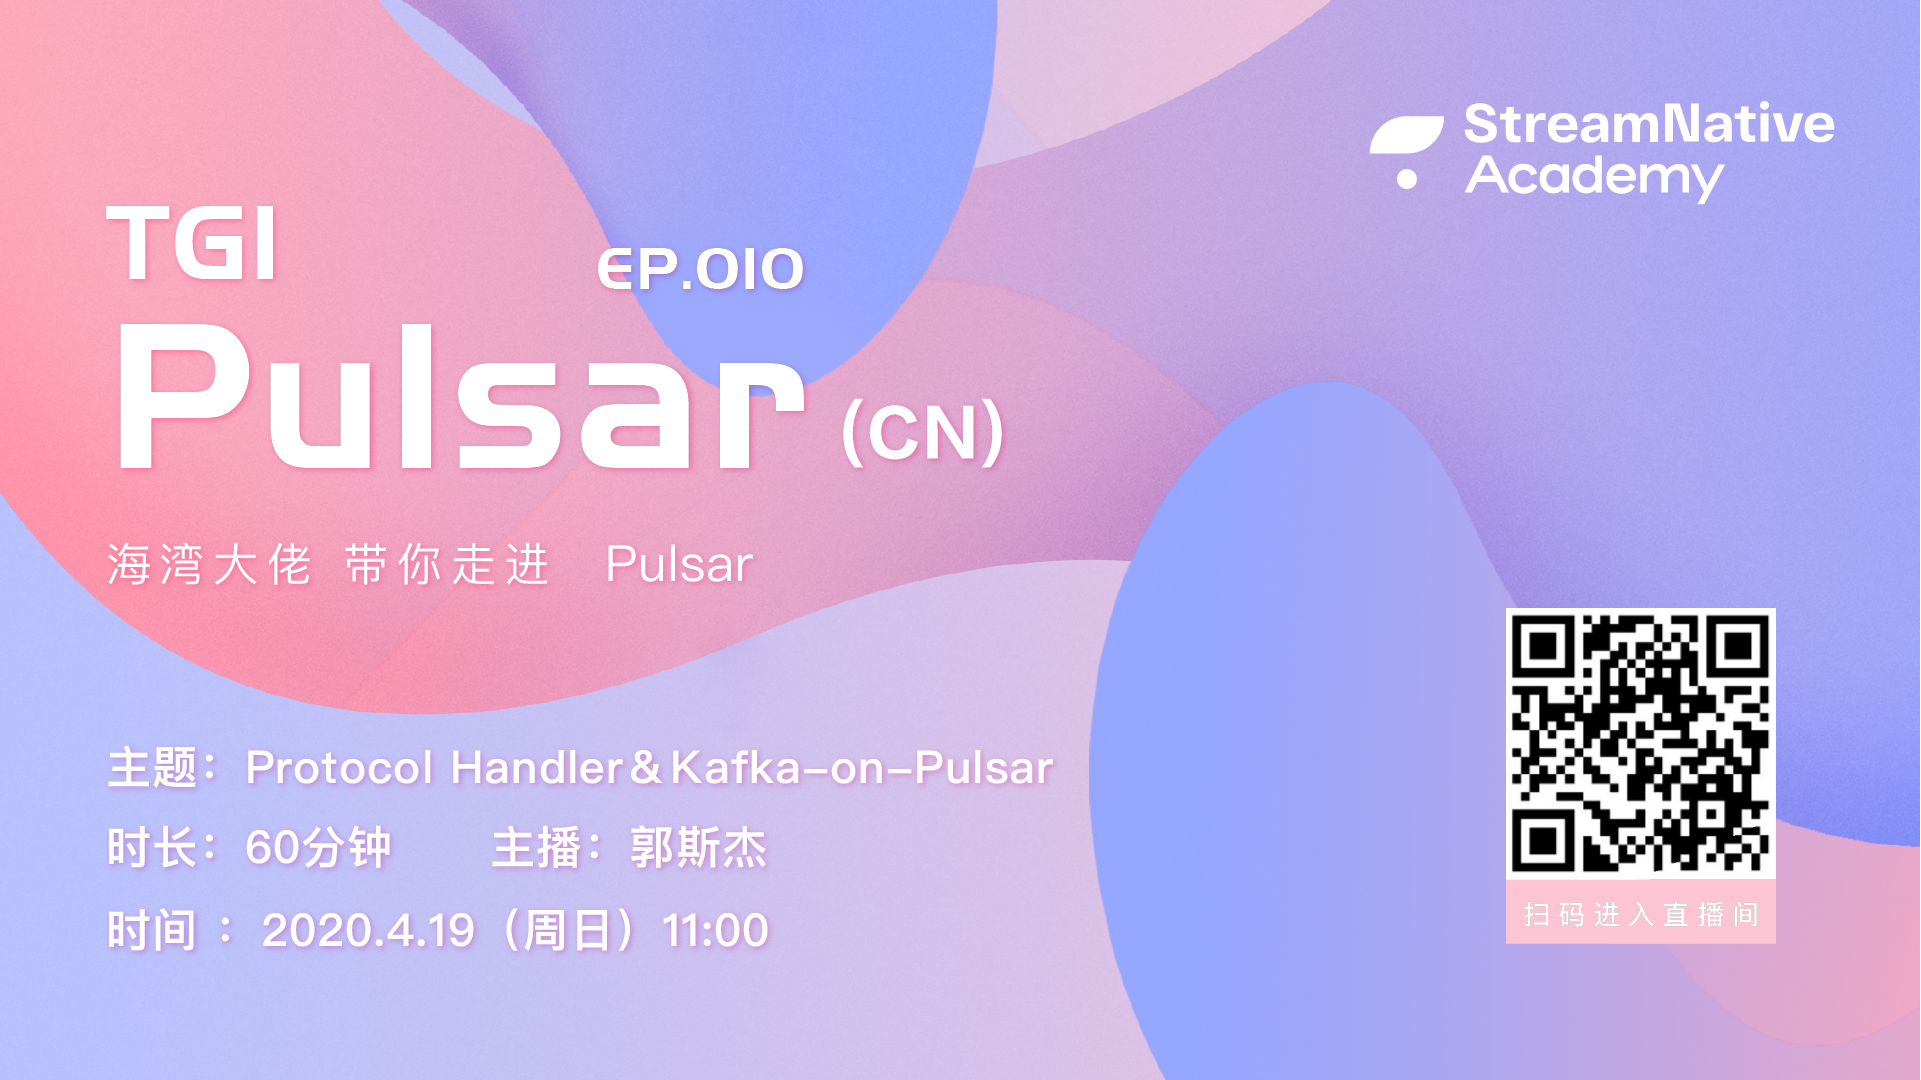 StreamNative
Academy
TGI
EP.010
Pulsar (CN)
海湾大佬 带你走进 Pulsar
主题：Protocol Handler & Kafka-on-Pulsar
时长：60分钟 主播：郭斯杰
时间 ：2020.4.19（周日）11:00
扫码进入直播间